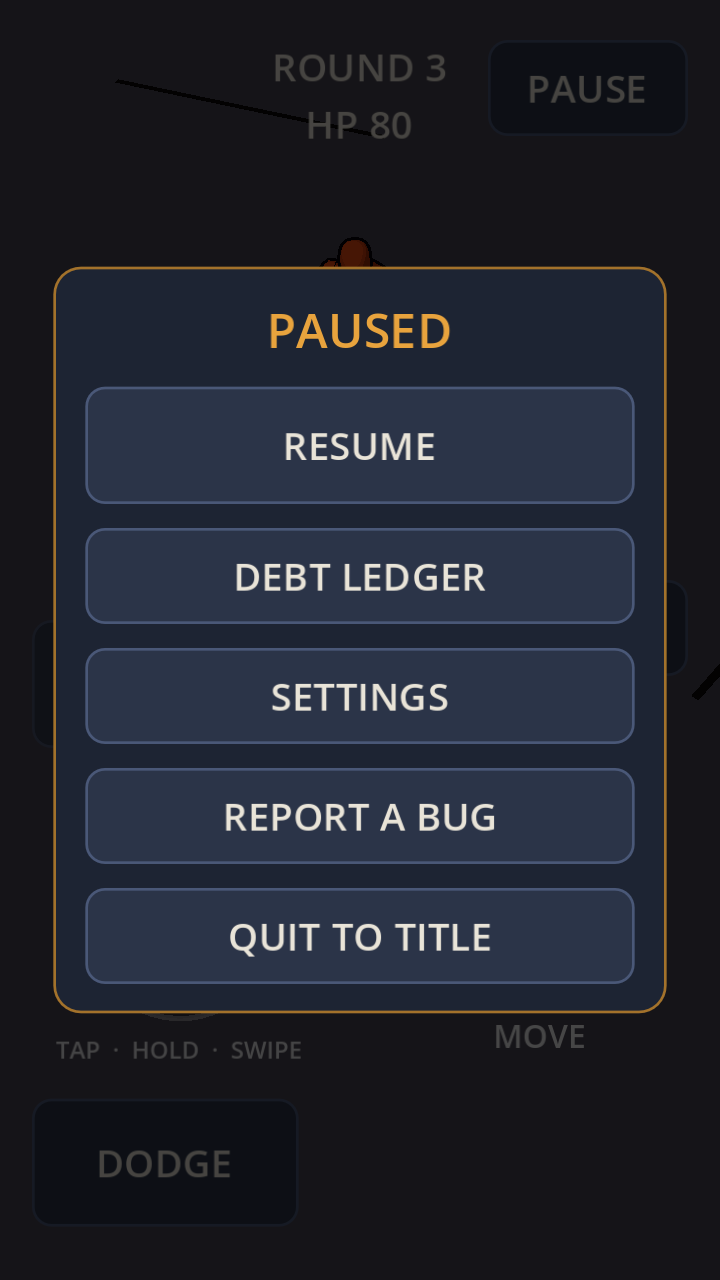 ROUND 3
PAUSE
HP 80
PAUSED
RESUME
DEBT LEDGER
SETTINGS
REPORT A BUG
QUIT TO TITLE
MOVE
TAP · HOLD · SWIPE
DODGE